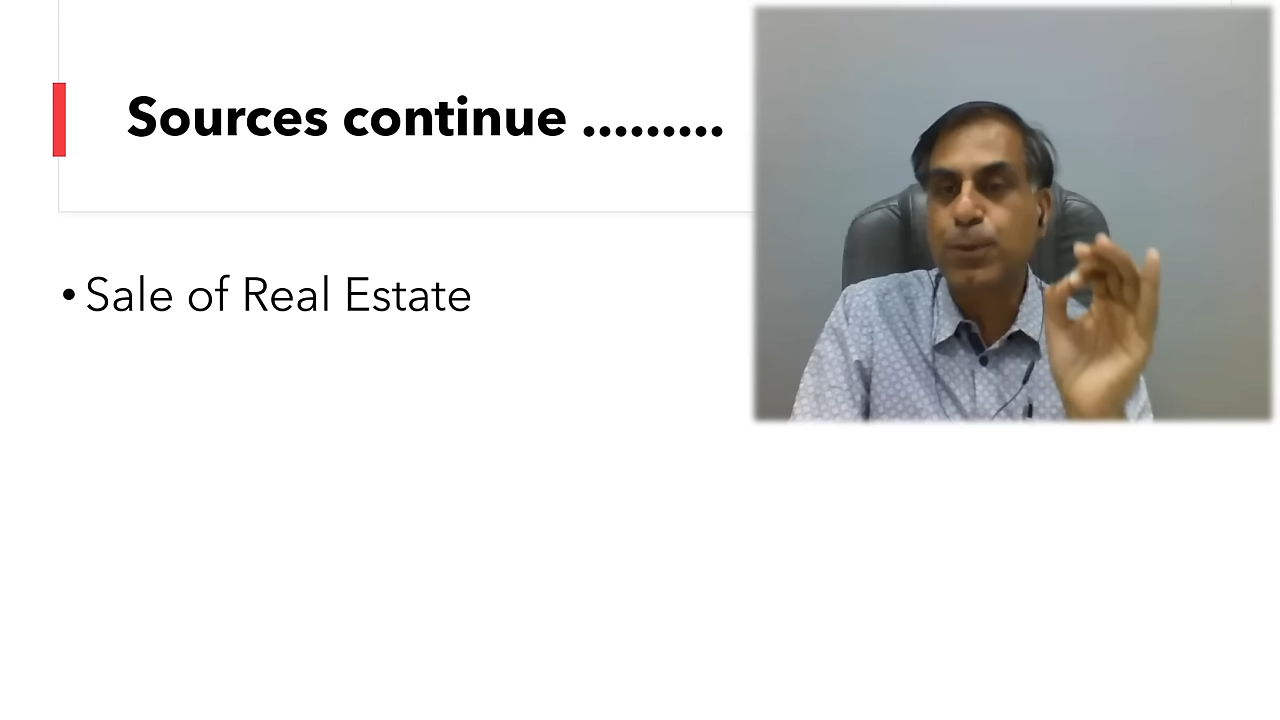 Sources continue .........
• Sale of Real Estate